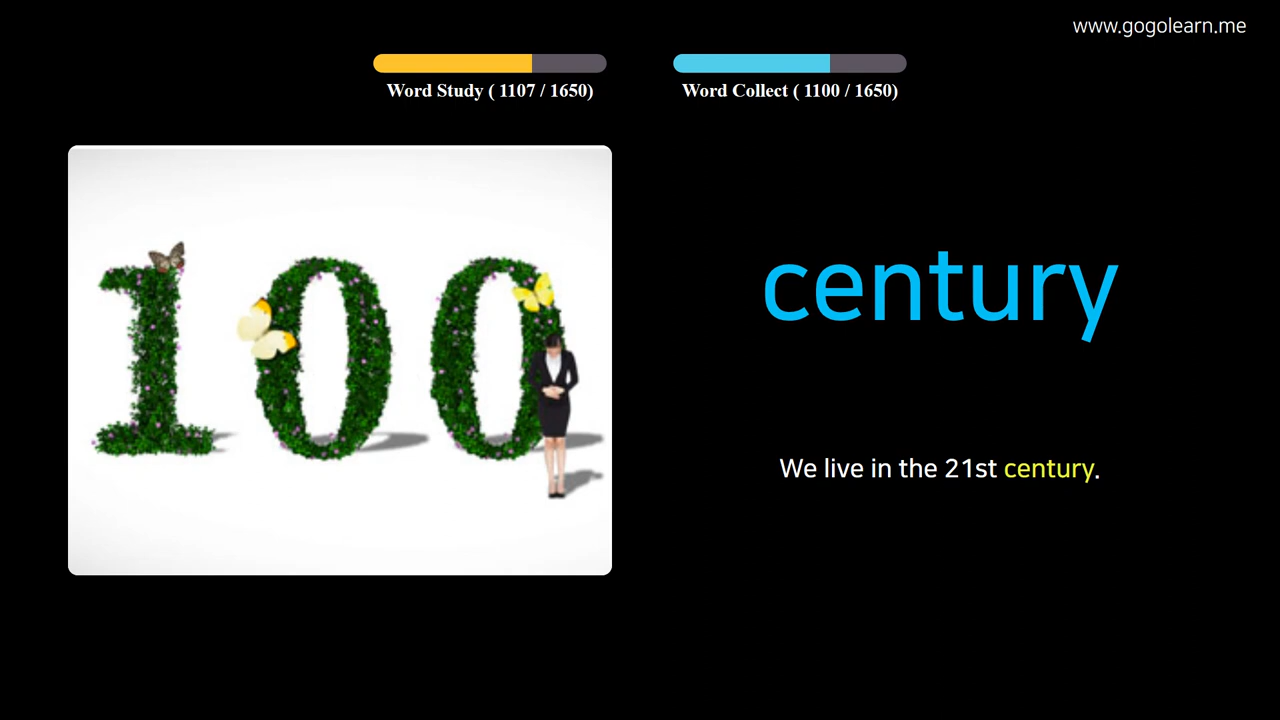 www.gogolearn.me
Word Study ( 1107 / 1650)
Word Collect ( 1100 / 1650)
100
century
We live in the 21st century.